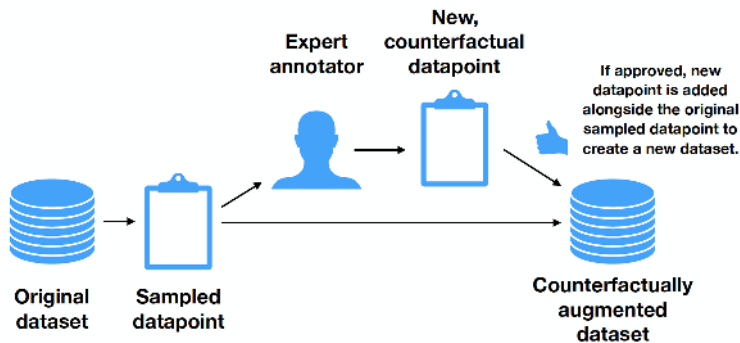 Expert
annotator
New,
counterfactual
datapoint
If approved, new
datapoint is added
alongside the original
sampled datapoint to
create a new dataset.
Original
dataset
Sampled
datapoint
Counterfactually
augmented
dataset